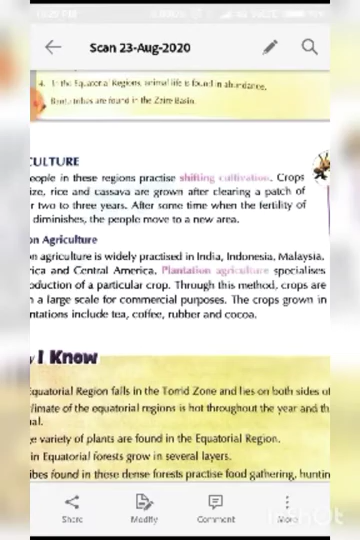 Scan 23-Aug-2020
4. In the Equatorial Regions, animal life is found in abundance.
Bantu tribes are found in the Zaire Basin.
CULTURE
eople in these regions practise shifting cultivation. Crops
ize, rice and cassava are grown after clearing a patch of
r two to three years. After some time when the fertility of
diminishes, the people move to a new area.
on Agriculture
on agriculture is widely practised in India, Indonesia, Malaysia,
rica and Central America. Plantation agriculture specialises
oduction of a particular crop. Through this method, crops are
n a large scale for commercial purposes. The crops grown in
ntations include tea, coffee, rubber and cocoa.
I Know
Equatorial Region falls in the Torrid Zone and lies on both sides of
climate of the equatorial regions is hot throughout the year and th
al.
e variety of plants are found in the Equatorial Region.
in Equatorial forests grow in several layers.
ibes found in these dense forests practise food gathering, huntin
Share
Modify
Comment
More